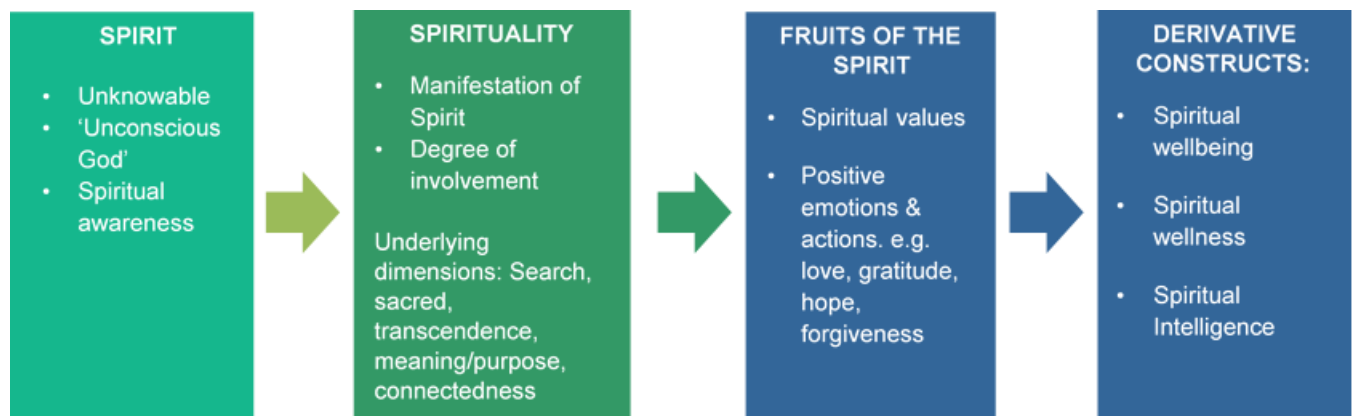 SPIRIT
• Unknowable
• ‘Unconscious
God’
• Spiritual
awareness
SPIRITUALITY
• Manifestation of
Spirit
• Degree of
involvement
Underlying
dimensions: Search,
sacred,
transcendence,
meaning/purpose,
connectedness
FRUITS OF THE
SPIRIT
• Spiritual values
• Positive
emotions &
actions. e.g.
love, gratitude,
hope,
forgiveness
DERIVATIVE
CONSTRUCTS:
• Spiritual
wellbeing
• Spiritual
wellness
• Spiritual
Intelligence